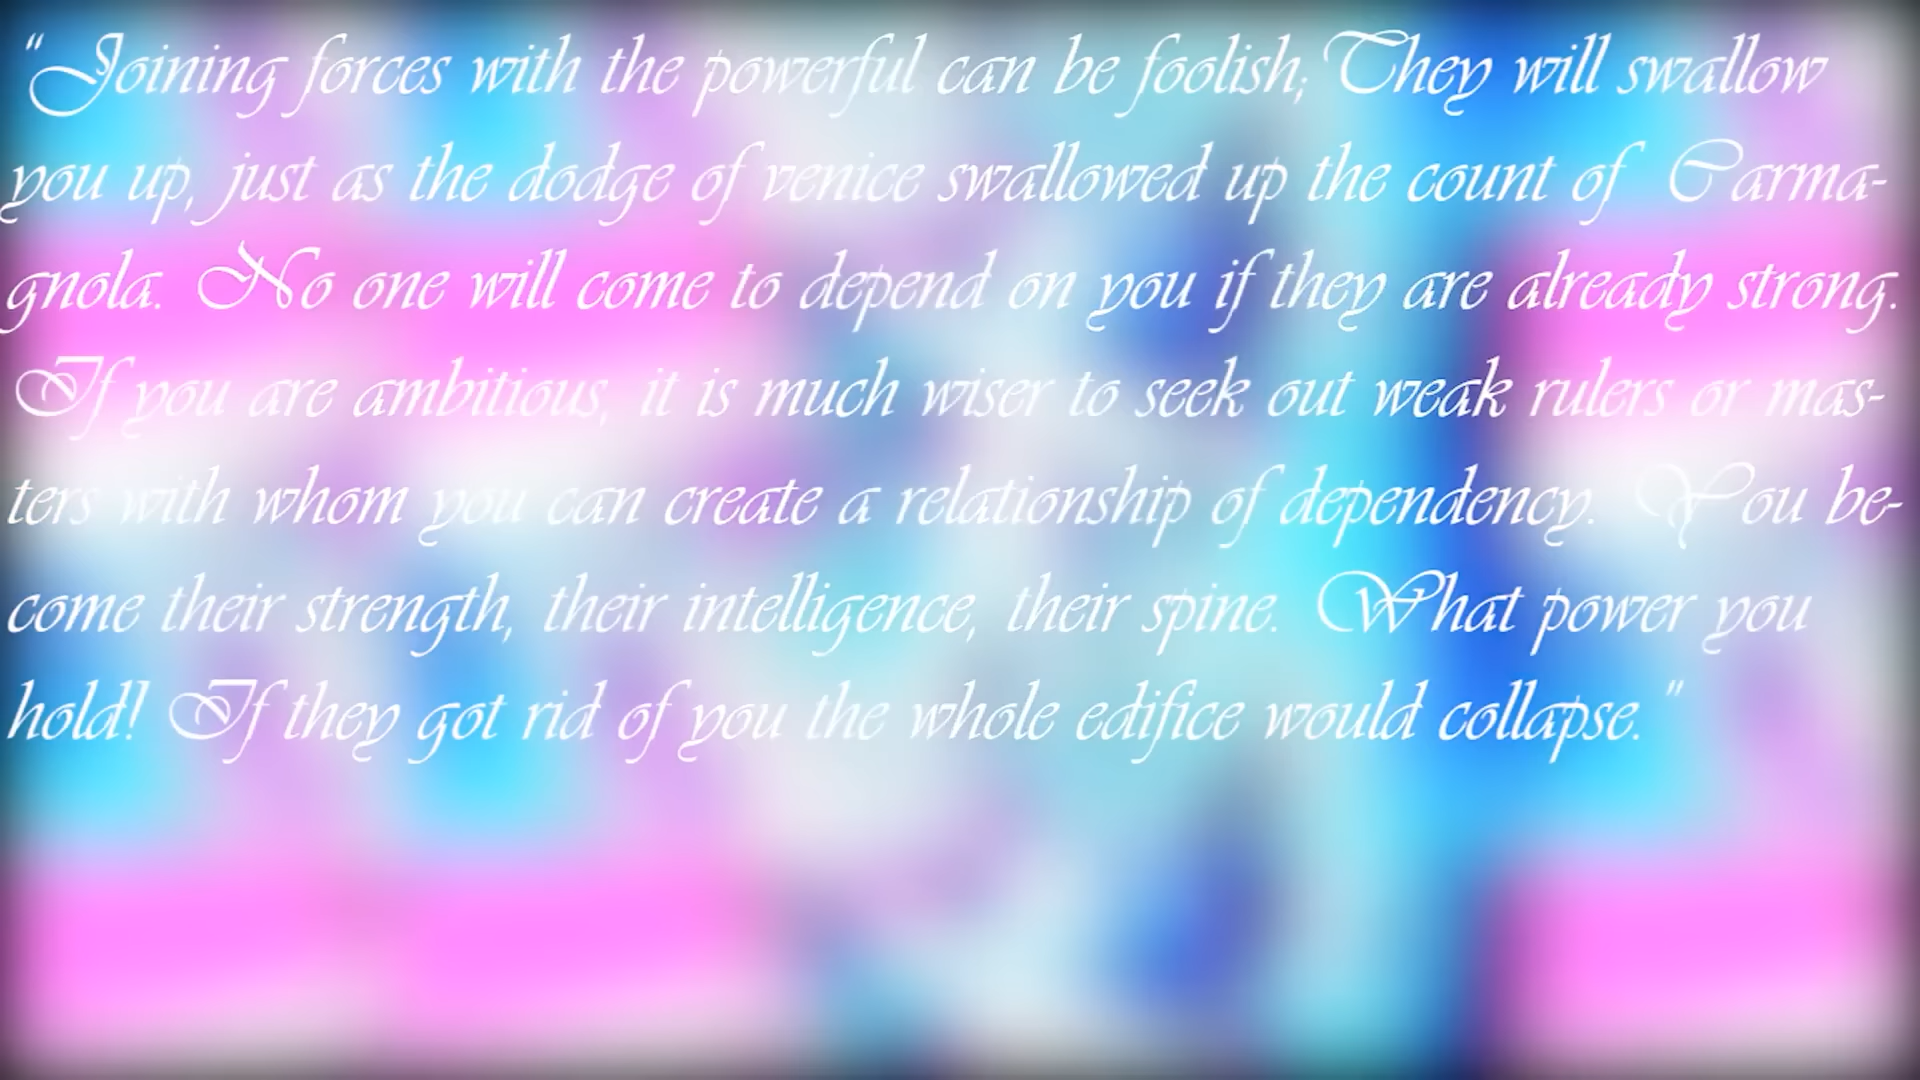 “Joining forces with the powerful can be foolish; They will swallow
you up, just as the dodge of venice swallowed up the count of Carma-
gnola. No one will come to depend on you if they are already strong.
If you are ambitious, it is much wiser to seek out weak rulers or mas-
ters with whom you can create a relationship of dependency. You be-
come their strength, their intelligence, their spine. What power you
hold! If they got rid of you the whole edifice would collapse.”